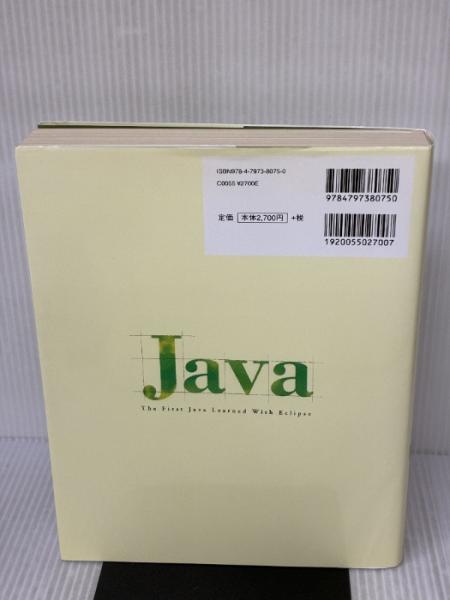 ISBN978-4-7973-8075-0
C0055 ¥2700E
9784797380750
定価 本体2,700円 +税
1920055027007
Java
The First Java Learned With Eclipse